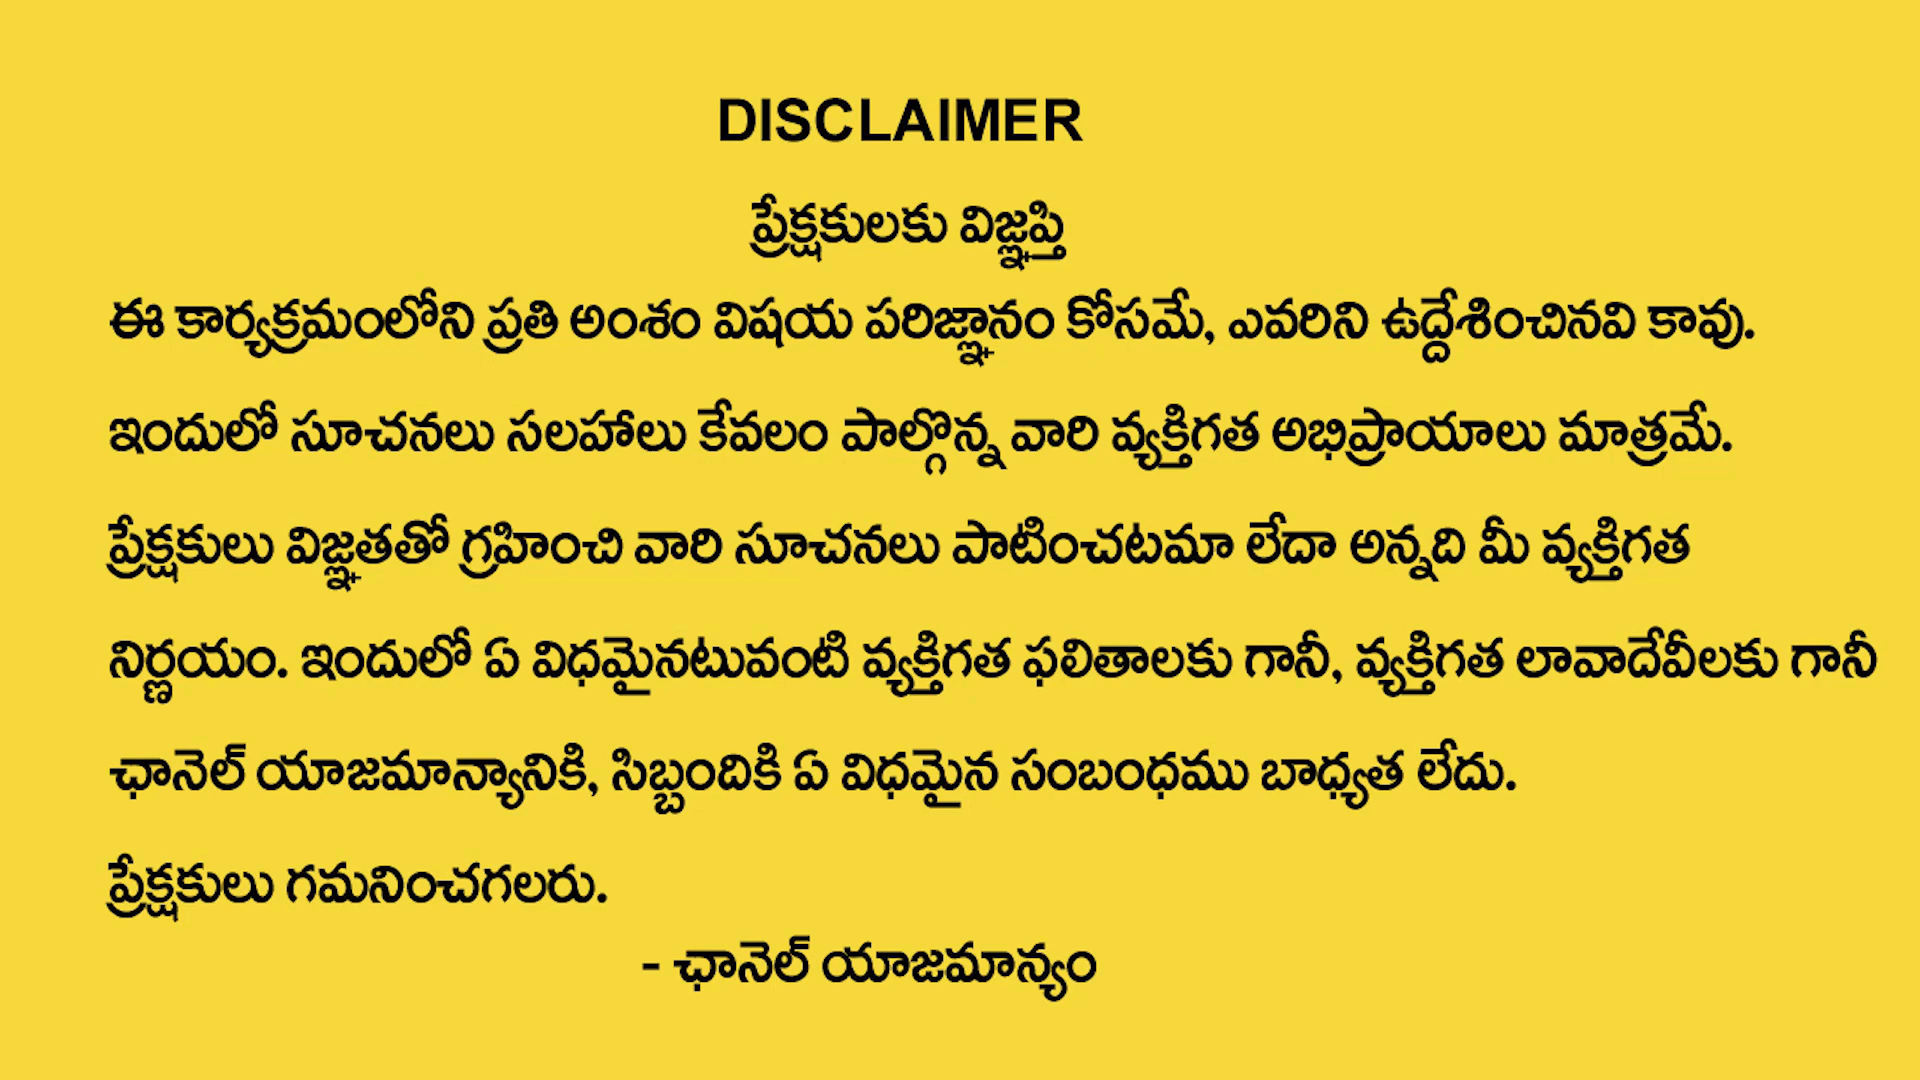 DISCLAIMER
ప్రేక్షకులకు విజ్ఞప్తి
ఈ కార్యక్రమంలోని ప్రతి అంశం విషయ పరిజ్ఞానం కోసమే, ఎవరిని ఉద్దేశించినవి కావు.
ఇందులో సూచనలు సలహాలు కేవలం పాల్గొన్న వారి వ్యక్తిగత అభిప్రాయాలు మాత్రమే.
ప్రేక్షకులు విజ్ఞతతో గ్రహించి వారి సూచనలు పాటించటమా లేదా అన్నది మీ వ్యక్తిగత
నిర్ణయం. ఇందులో ఏ విధమైనటువంటి వ్యక్తిగత ఫలితాలకు గానీ, వ్యక్తిగత లావాదేవీలకు గానీ
ఛానెల్ యాజమాన్యానికి, సిబ్బందికి ఏ విధమైన సంబంధము బాధ్యత లేదు.
ప్రేక్షకులు గమనించగలరు.
- ఛానెల్ యాజమాన్యం